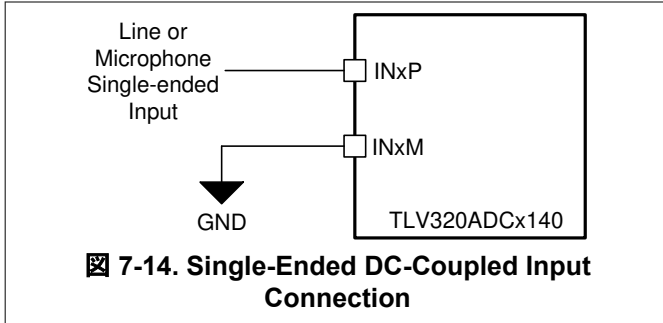 Line or
Microphone
Single-ended
Input
INxP
INxM
GND
TLV320ADCx140
図 7-14. Single-Ended DC-Coupled Input
Connection